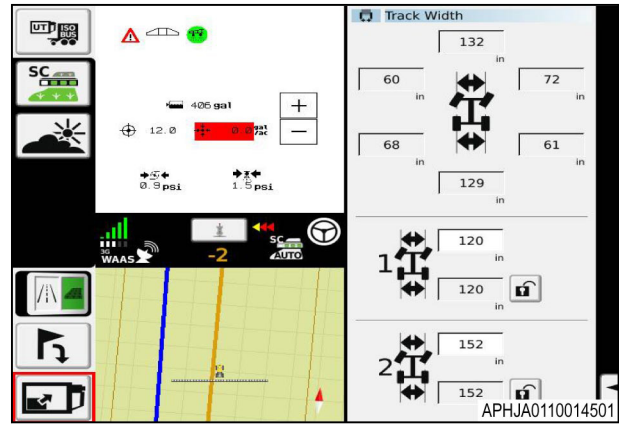 UT ISO
BUS
SC
406 gal
12.0 0.0 gal
/ac
0.9 psi 1.5 psi
3G
WAAS
-2
SC
AUTO
Track Width
132
in
60 72
in in
68 61
in in
129
in
1
120
in
120
in
2
152
in
152
in
APHJA0110014501